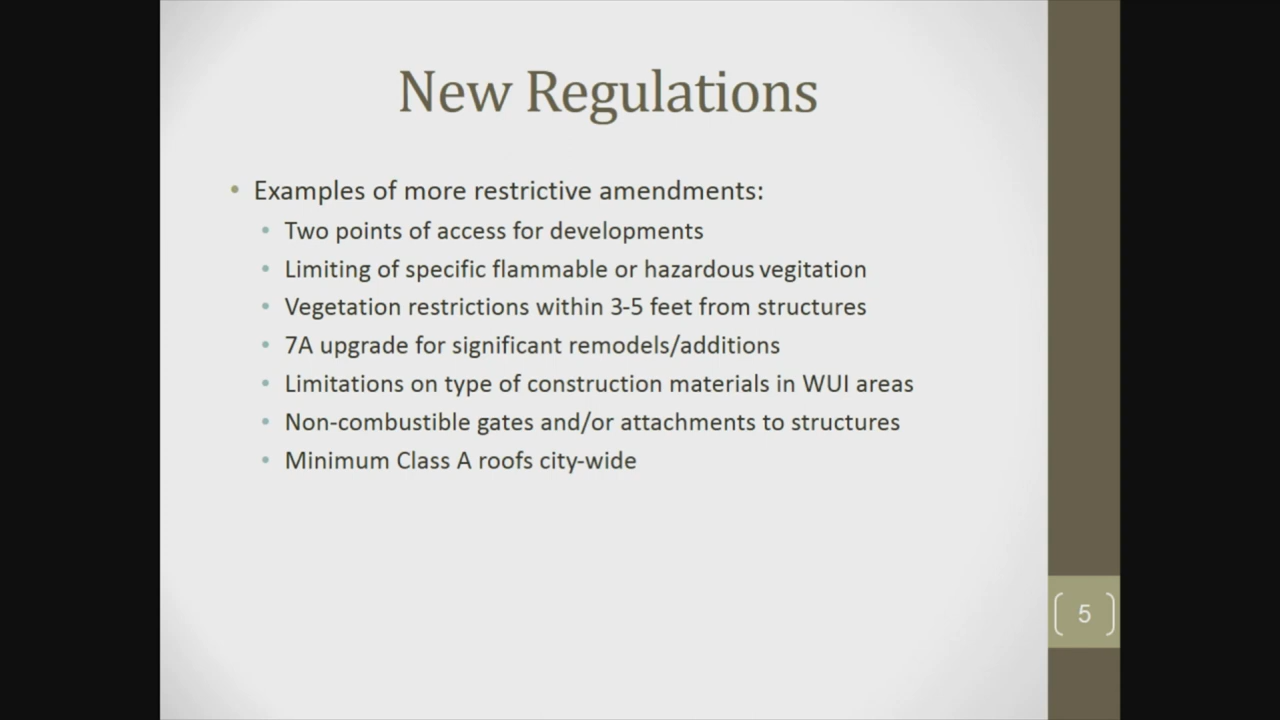 New Regulations
• Examples of more restrictive amendments:
• Two points of access for developments
• Limiting of specific flammable or hazardous vegitation
• Vegetation restrictions within 3-5 feet from structures
• 7A upgrade for significant remodels/additions
• Limitations on type of construction materials in WUI areas
• Non-combustible gates and/or attachments to structures
• Minimum Class A roofs city-wide
5